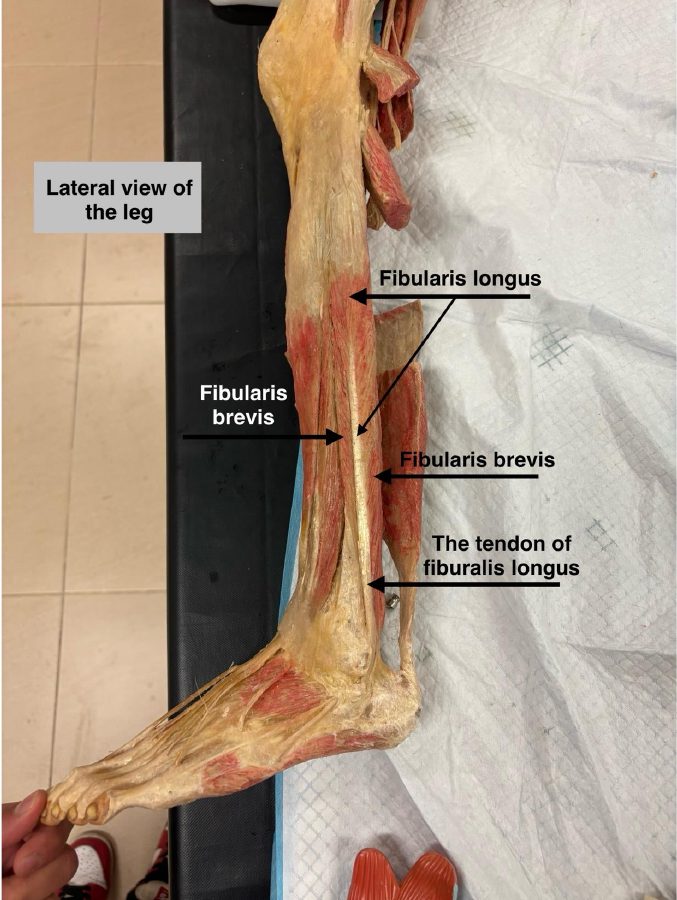 Lateral view of
the leg
Fibularis longus
Fibularis
brevis
Fibularis brevis
The tendon of
fiburalis longus